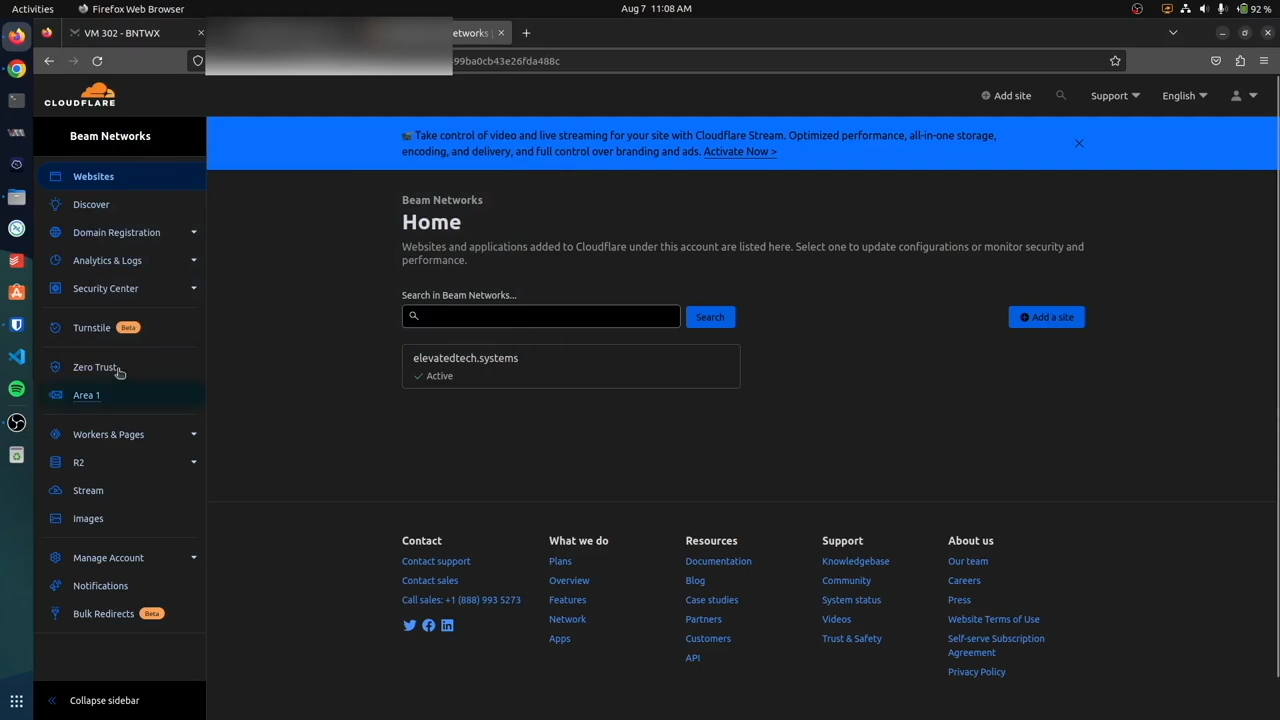 Activities
Firefox Web Browser
Aug 7 11:08 AM
92 %
VM 302 - BNTWX
etworks |
99ba0cb43e26fda488c
CLOUDFLARE
Add site
Support
English
Beam Networks
Websites
Discover
Domain Registration
Analytics & Logs
Security Center
Turnstile
Beta
Zero Trust
Area 1
Workers & Pages
R2
Stream
Images
Manage Account
Notifications
Bulk Redirects
Beta
Collapse sidebar
Take control of video and live streaming for your site with Cloudflare Stream. Optimized performance, all-in-one storage,
encoding, and delivery, and full control over branding and ads. Activate Now >
Beam Networks
Home
Websites and applications added to Cloudflare under this account are listed here. Select one to update configurations or monitor security and
performance.
Search in Beam Networks...
Search
Add a site
elevatedtech.systems
Active
Contact
Contact support
Contact sales
Call sales: +1 (888) 993 5273
What we do
Plans
Overview
Features
Network
Apps
Resources
Documentation
Blog
Case studies
Partners
Customers
API
Support
Knowledgebase
Community
System status
Videos
Trust & Safety
About us
Our team
Careers
Press
Website Terms of Use
Self-serve Subscription
Agreement
Privacy Policy